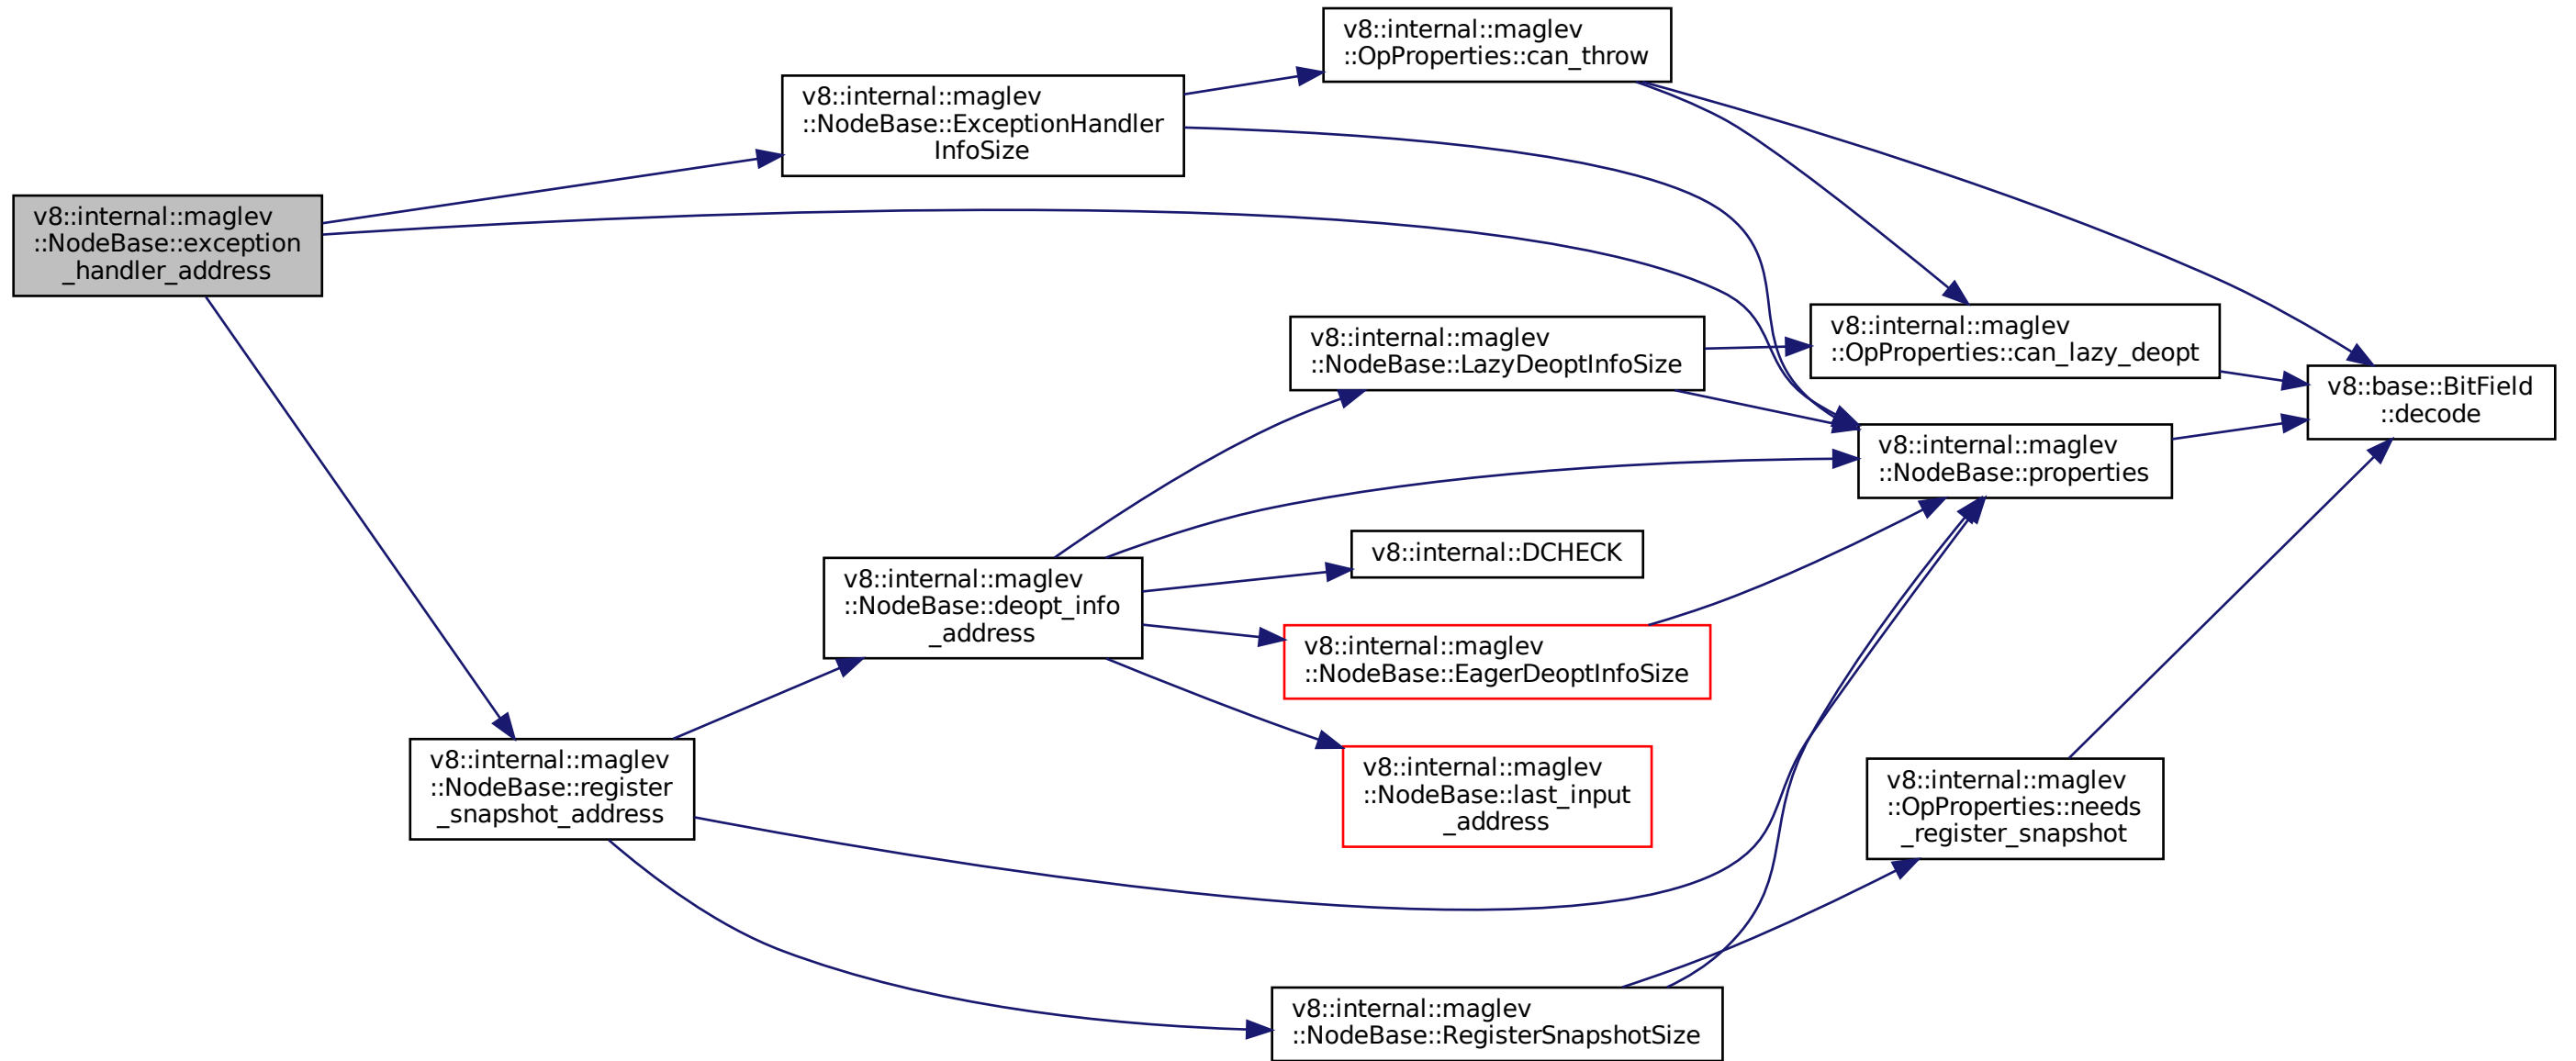 v8::internal::maglev
::OpProperties::can_throw
v8::internal::maglev
::NodeBase::ExceptionHandler
InfoSize
v8::internal::maglev
::NodeBase::exception
_handler_address
v8::internal::maglev
::NodeBase::LazyDeoptInfoSize
v8::internal::maglev
::OpProperties::can_lazy_deopt
v8::base::BitField
::decode
v8::internal::maglev
::NodeBase::properties
v8::internal::DCHECK
v8::internal::maglev
::NodeBase::deopt_info
_address
v8::internal::maglev
::NodeBase::EagerDeoptInfoSize
v8::internal::maglev
::NodeBase::register
_snapshot_address
v8::internal::maglev
::NodeBase::last_input
_address
v8::internal::maglev
::OpProperties::needs
_register_snapshot
v8::internal::maglev
::NodeBase::RegisterSnapshotSize